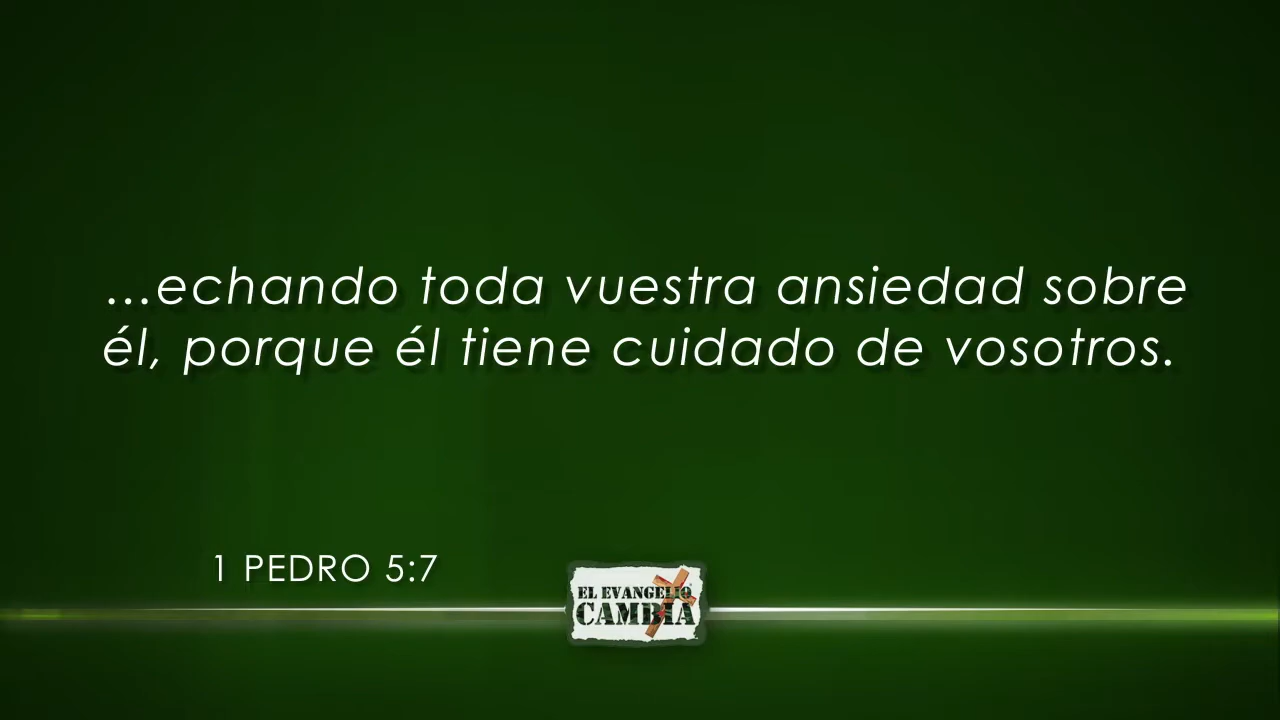 ...echando toda vuestra ansiedad sobre
él, porque él tiene cuidado de vosotros.
1 PEDRO 5:7
EL EVANGELIO
CAMBIA